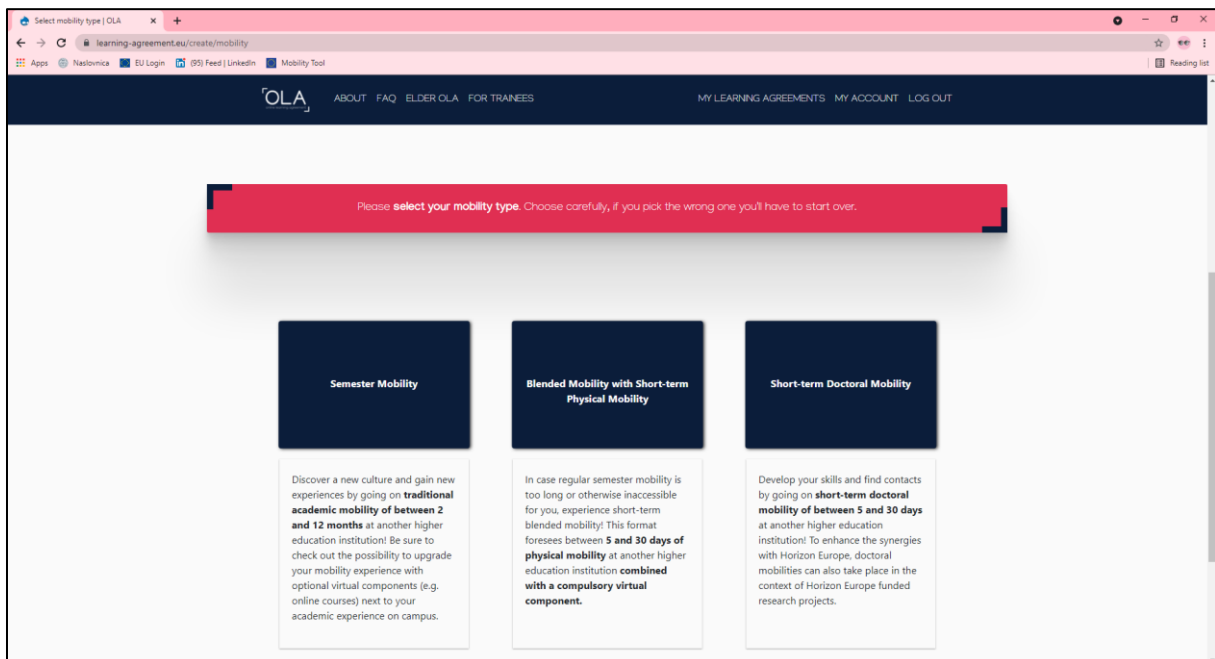 Select mobility type | OLA
learning-agreement.eu/create/mobility
Apps Naslovnica EU Login (95) Feed | LinkedIn Mobility Tool Reading list
OLA ABOUT FAQ ELDER OLA FOR TRAINEES MY LEARNING AGREEMENTS MY ACCOUNT LOG OUT
Please select your mobility type. Choose carefully, if you pick the wrong one you'll have to start over.
Semester Mobility
Discover a new culture and gain new
experiences by going on traditional
academic mobility of between 2
and 12 months at another higher
education institution! Be sure to
check out the possibility to upgrade
your mobility experience with
optional virtual components (e.g.
online courses) next to your
academic experience on campus.
Blended Mobility with Short-term
Physical Mobility
In case regular semester mobility is
too long or otherwise inaccessible
for you, experience short-term
blended mobility! This format
foresees between 5 and 30 days of
physical mobility at another higher
education institution combined
with a compulsory virtual
component.
Short-term Doctoral Mobility
Develop your skills and find contacts
by going on short-term doctoral
mobility of between 5 and 30 days
at another higher education
institution! To enhance the synergies
with Horizon Europe, doctoral
mobilities can also take place in the
context of Horizon Europe funded
research projects.